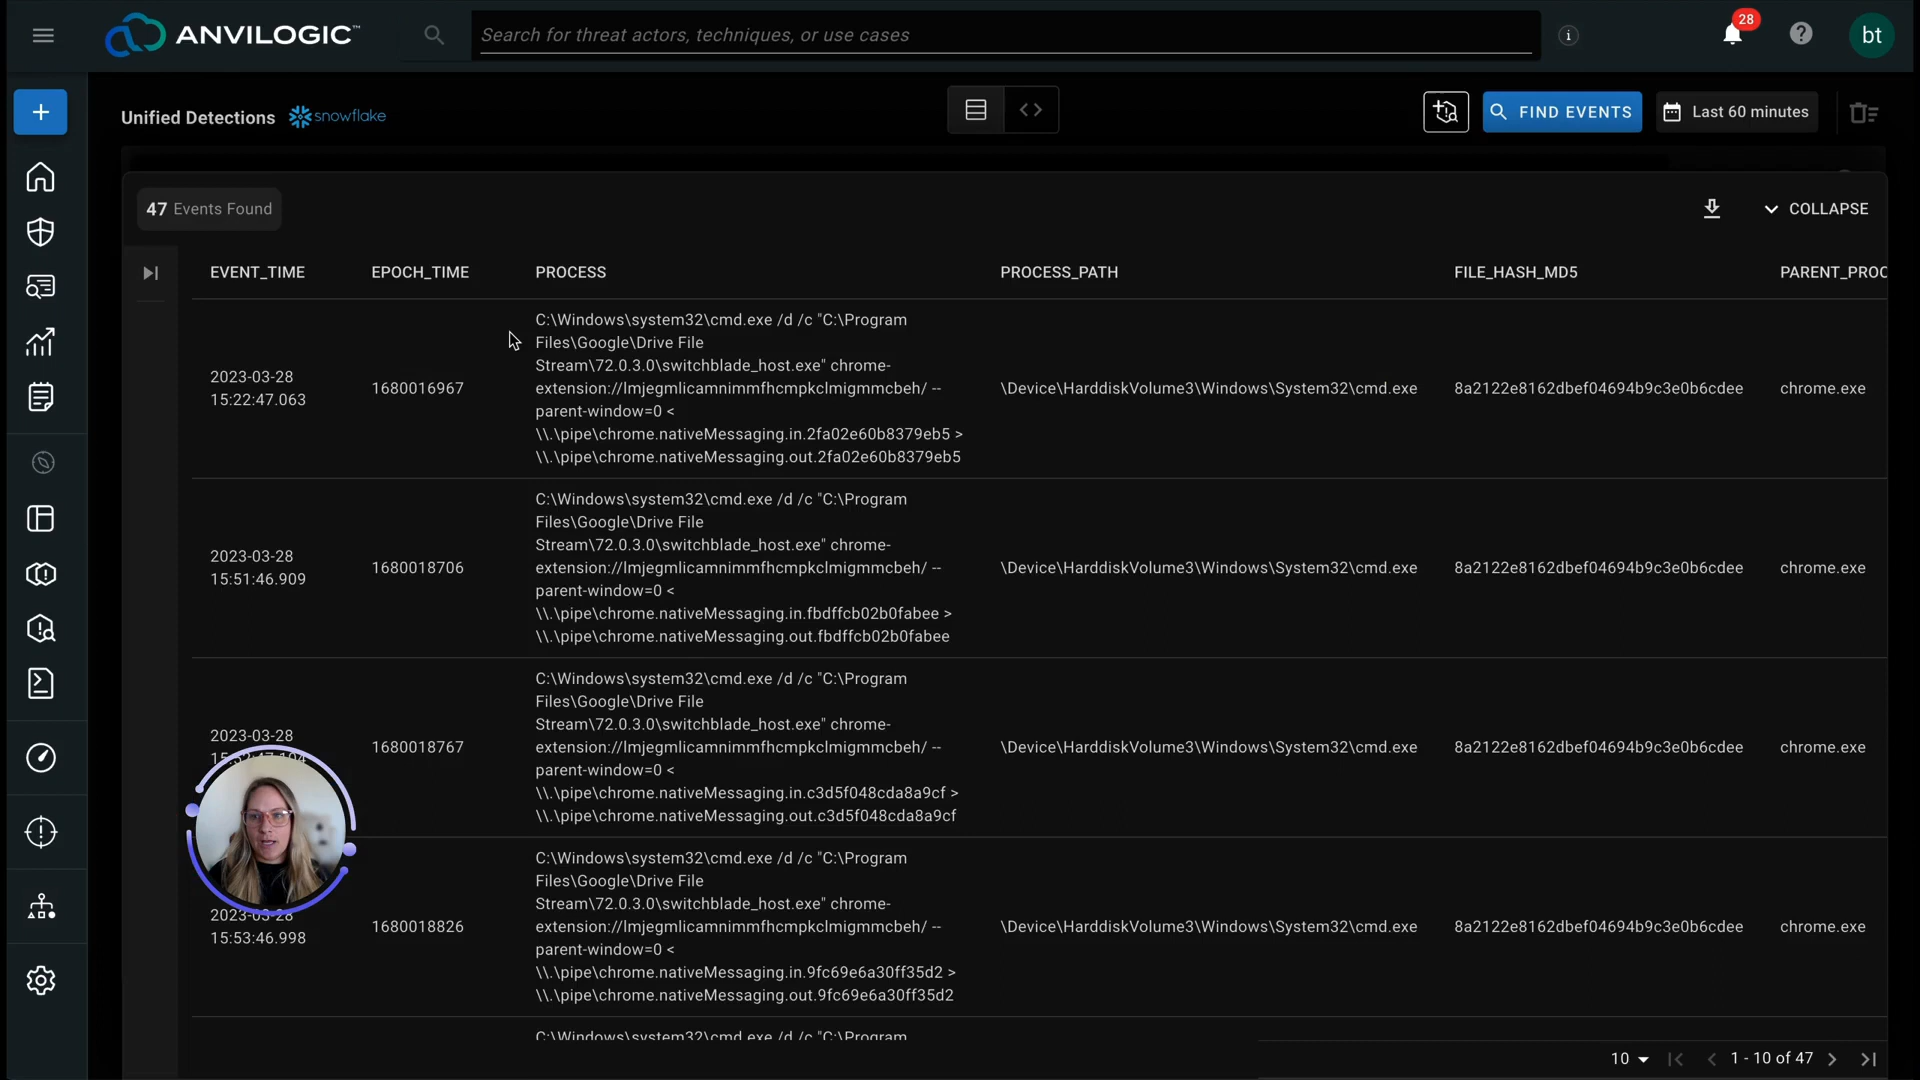 ANVILOGIC™
Search for threat actors, techniques, or use cases
28
bt
Unified Detections
snowflake
FIND EVENTS
Last 60 minutes
47 Events Found
COLLAPSE
EVENT_TIME EPOCH_TIME PROCESS PROCESS_PATH FILE_HASH_MD5 PARENT_PROC
2023-03-28
15:22:47.063
1680016967
C:\Windows\system32\cmd.exe /d /c "C:\Program
Files\Google\Drive File
Stream\72.0.3.0\switchblade_host.exe" chrome-
extension://lmjegmlicamnimmfhcmpkclmigmmcbeh/ --
parent-window=0 <
\\.\pipe\chrome.nativeMessaging.in.2fa02e60b8379eb5 >
\\.\pipe\chrome.nativeMessaging.out.2fa02e60b8379eb5
\Device\HarddiskVolume3\Windows\System32\cmd.exe
8a2122e8162dbef04694b9c3e0b6cdee
chrome.exe
2023-03-28
15:51:46.909
1680018706
C:\Windows\system32\cmd.exe /d /c "C:\Program
Files\Google\Drive File
Stream\72.0.3.0\switchblade_host.exe" chrome-
extension://lmjegmlicamnimmfhcmpkclmigmmcbeh/ --
parent-window=0 <
\\.\pipe\chrome.nativeMessaging.in.fbdffcb02b0fabee >
\\.\pipe\chrome.nativeMessaging.out.fbdffcb02b0fabee
\Device\HarddiskVolume3\Windows\System32\cmd.exe
8a2122e8162dbef04694b9c3e0b6cdee
chrome.exe
2023-03-28
1680018767
C:\Windows\system32\cmd.exe /d /c "C:\Program
Files\Google\Drive File
Stream\72.0.3.0\switchblade_host.exe" chrome-
extension://lmjegmlicamnimmfhcmpkclmigmmcbeh/ --
parent-window=0 <
\\.\pipe\chrome.nativeMessaging.in.c3d5f048cda8a9cf >
\\.\pipe\chrome.nativeMessaging.out.c3d5f048cda8a9cf
\Device\HarddiskVolume3\Windows\System32\cmd.exe
8a2122e8162dbef04694b9c3e0b6cdee
chrome.exe
2023-03-28
15:53:46.998
1680018826
C:\Windows\system32\cmd.exe /d /c "C:\Program
Files\Google\Drive File
Stream\72.0.3.0\switchblade_host.exe" chrome-
extension://lmjegmlicamnimmfhcmpkclmigmmcbeh/ --
parent-window=0 <
\\.\pipe\chrome.nativeMessaging.in.9fc69e6a30ff35d2 >
\\.\pipe\chrome.nativeMessaging.out.9fc69e6a30ff35d2
\Device\HarddiskVolume3\Windows\System32\cmd.exe
8a2122e8162dbef04694b9c3e0b6cdee
chrome.exe
C:\Windows\system32\cmd.exe /d /c "C:\Program
10
1 - 10 of 47